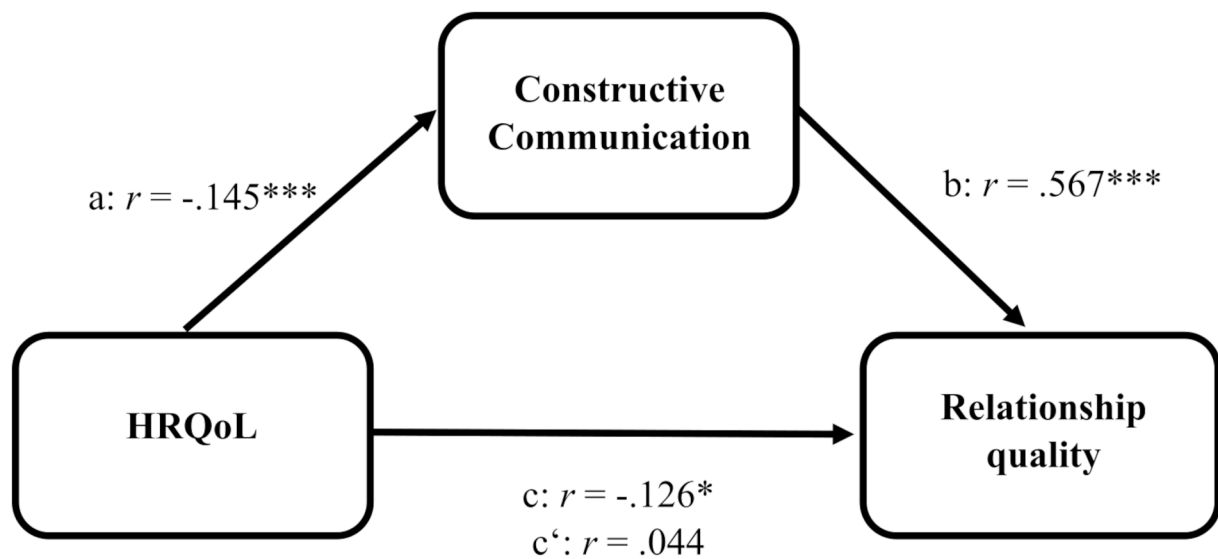 Constructive
Communication
a: r = -.145***
b: r = .567***
HRQoL
Relationship
quality
c: r = -.126*
c‘: r = .044